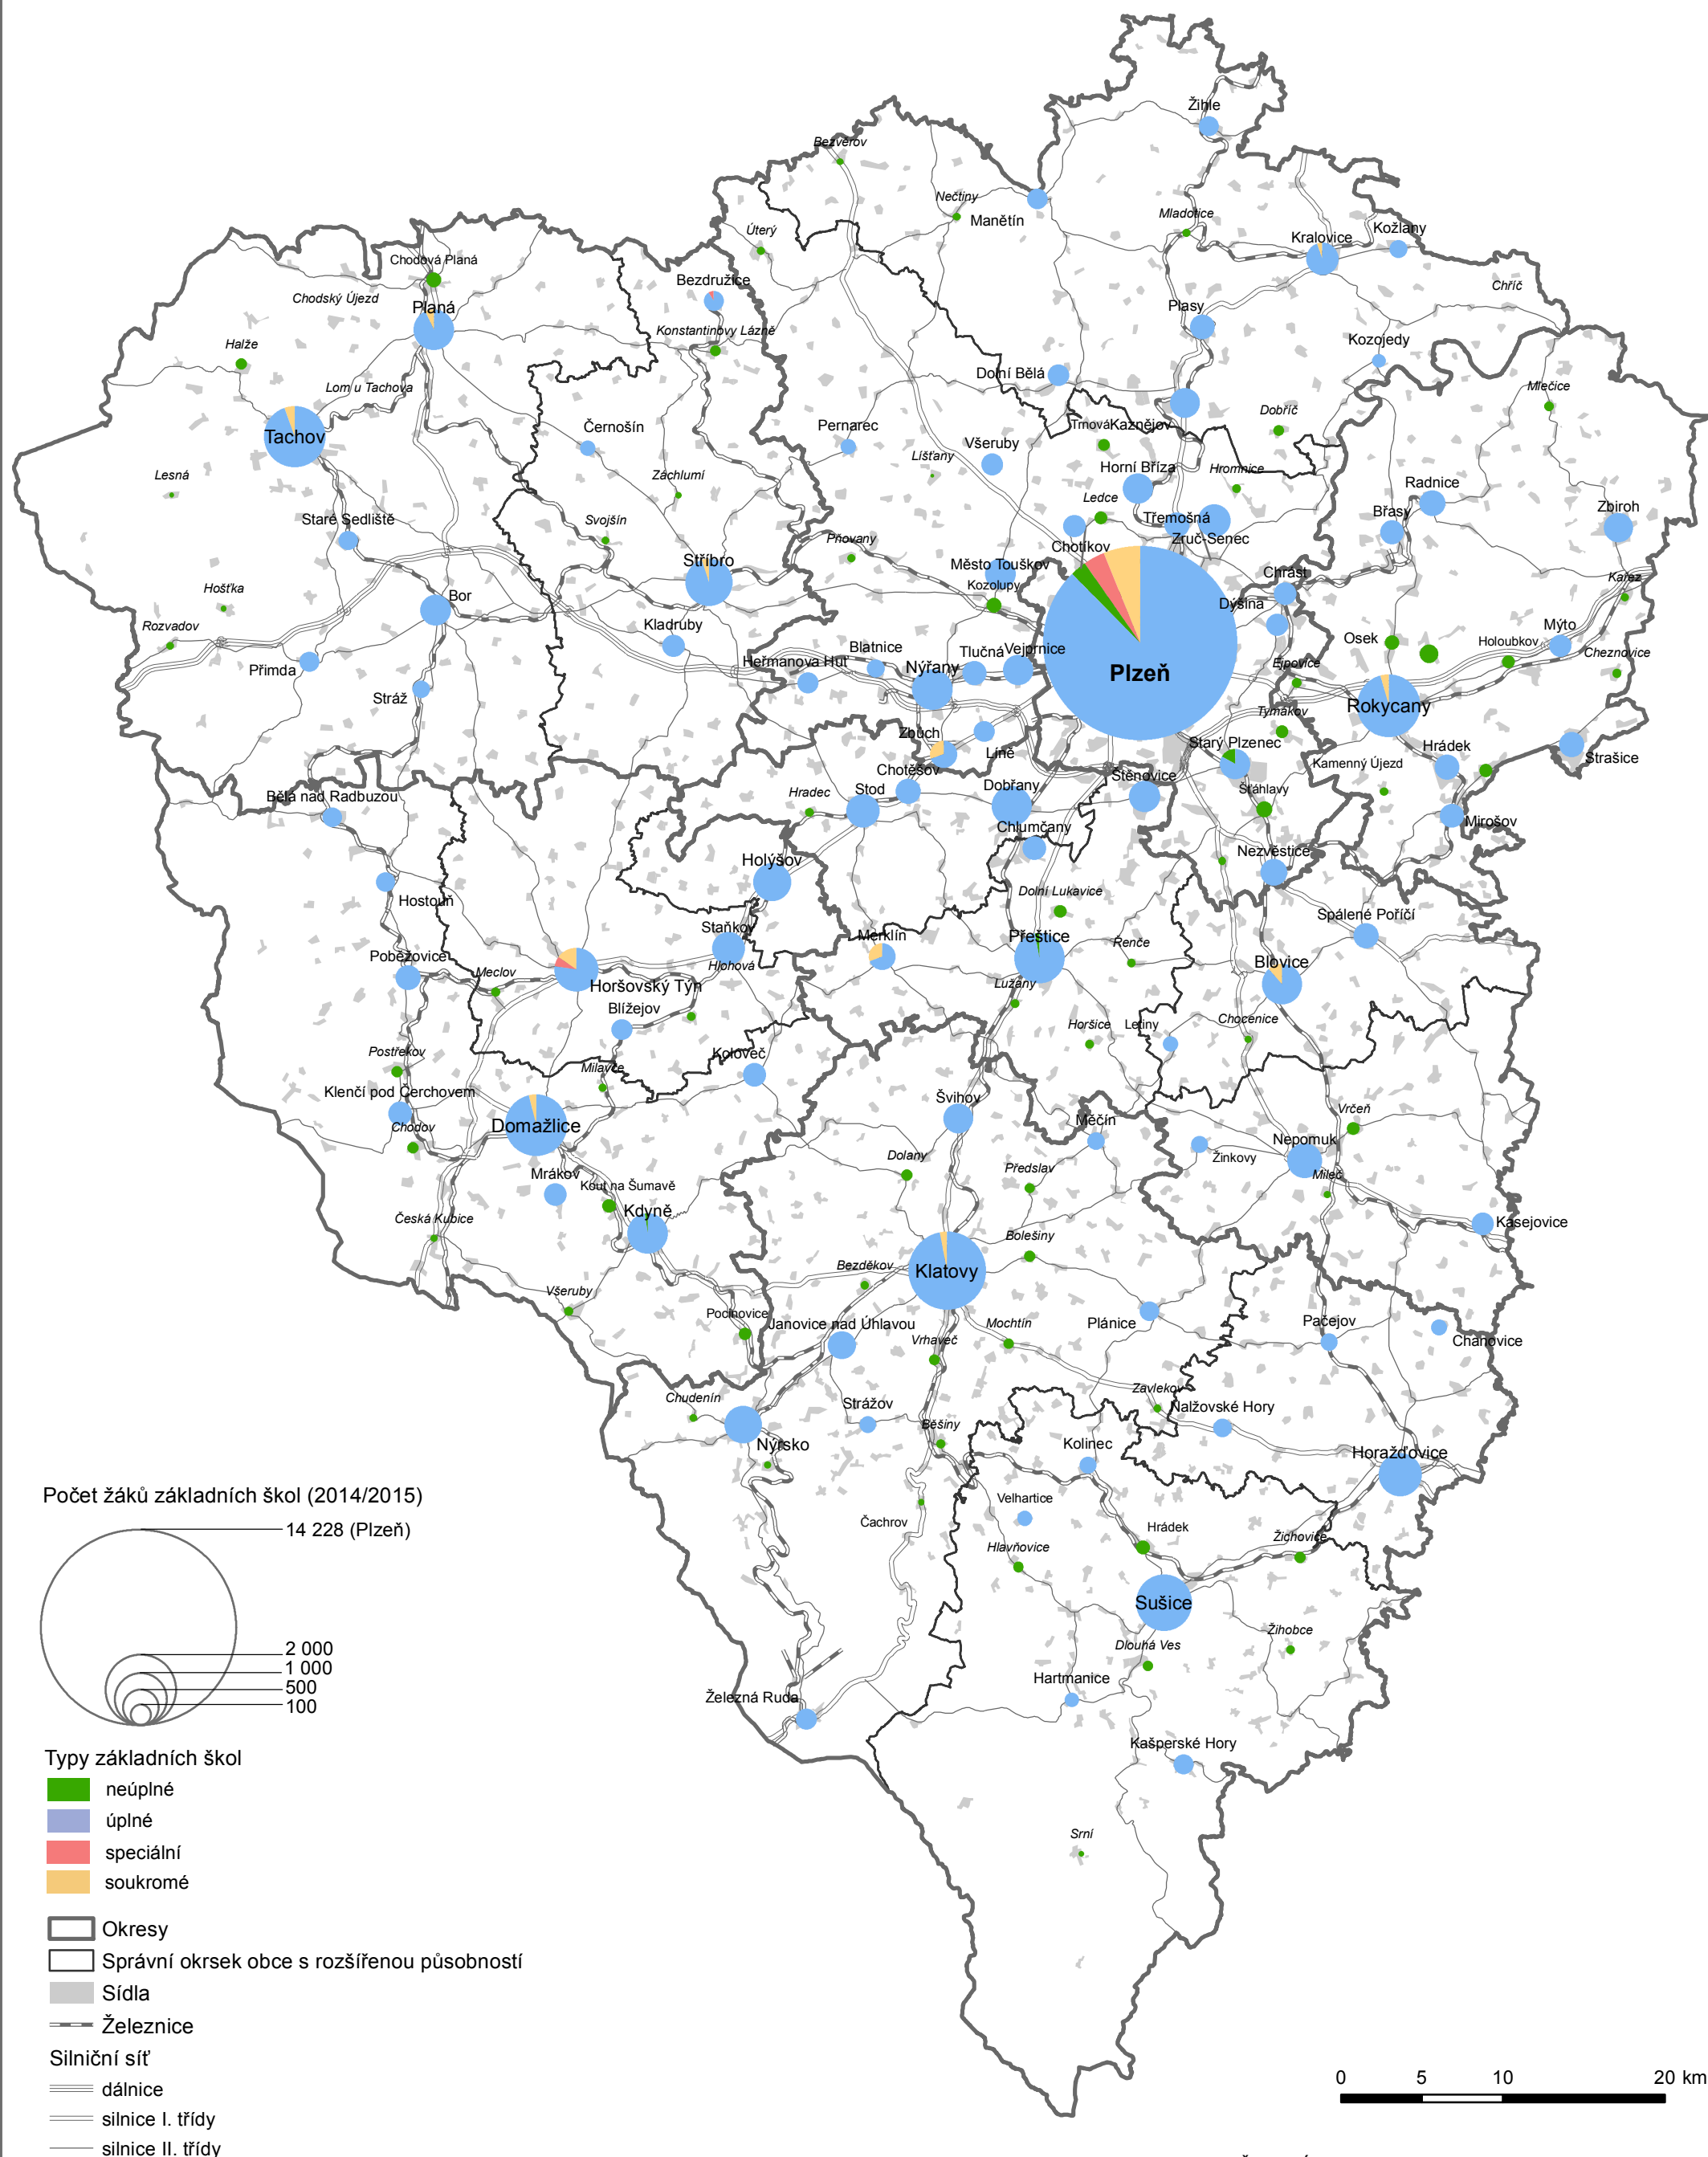 Žihle
Bezvěrov
Nečtiny
Manětín
Mladotice
Úterý
Kralovice
Kožlany
Chodová Planá
Bezdružice
Chříč
Chodský Újezd
Planá
Plasy
Konstantinovy Lázně
Halže
Kozojedy
Lom u Tachova
Dolní Bělá
Mlečice
Dobříč
Tachov
Černošín
Pernarec
Trnová
Kaznějov
Všeruby
Líšťany
Horní Bříza
Hromnice
Lesná
Záchlumí
Radnice
Ledce
Břasy
Zbiroh
Staré Sedliště
Svojšín
Třemošná
Zruč-Senec
Pňovany
Chotíkov
Stříbro
Město Touškov
Kozolupy
Chrást
Karez
Hošťka
Bor
Dýšina
Rozvadov
Kladruby
Osek
Holoubkov
Mýto
Blatnice
Tlučná
Vejprnice
Cheznovice
Přimda
Heřmanova Huť
Nýřany
Ejpovice
Plzeň
Stráž
Rokycany
Tymákov
Zbůch
Starý Plzenec
Líně
Hrádek
Strašice
Kamenný Újezd
Chotěšov
Štěnovice
Bělá nad Radbuzou
Hradec
Stod
Dobřany
Šťáhlavy
Chlumčany
Mirošov
Nezvěstice
Holýšov
Dolní Lukavice
Hostouň
Spálené Poříčí
Staňkov
Merklín
Přeštice
Řenče
Poběžovice
Hlohová
Blovice
Meclov
Horšovský Týn
Lužany
Blížejov
Horšice
Letiny
Chocenice
Postřekov
Koloveč
Milavče
Klenčí pod Čerchovem
Švihov
Vrčeň
Chodov
Domažlice
Měčín
Nepomuk
Dolany
Žinkovy
Předslav
Mileč
Mrákov
Kout na Šumavě
Česká Kubice
Kdyně
Kasejovice
Bolešiny
Bezděkov
Klatovy
Všeruby
Pocinovice
Janovice nad Úhlavou
Mochtín
Plánice
Pačejov
Vrhaveč
Chanovice
Chudenín
Zavlekov
Strážov
Nalžovské Hory
Běšiny
Nýrsko
Kolinec
Horažďovice
Velhartice
Čachrov
Hrádek
Žichovice
Hlavňovice
Sušice
Žihobce
Dlouhá Ves
Hartmanice
Železná Ruda
Kašperské Hory
Srní
Počet žáků základních škol (2014/2015)
14 228 (Plzeň)
2 000
1 000
500
100
Typy základních škol
neúplné
úplné
speciální
soukromé
Okresy
Správní okrsek obce s rozšířenou působností
Sídla
Železnice
Silniční síť
dálnice
silnice I. třídy
silnice II. třídy
0 5 10 20 km